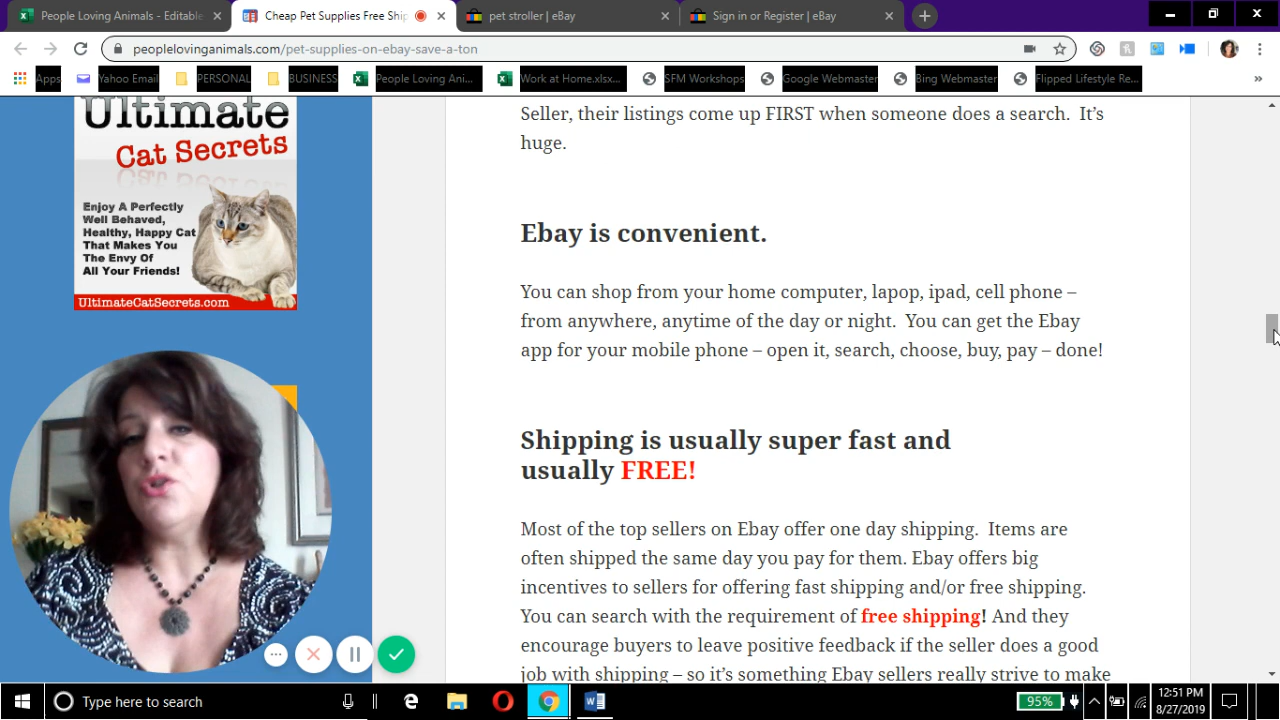 People Loving Animals - Editable
Cheap Pet Supplies Free Ship
pet stroller | eBay
Sign in or Register | eBay
peoplelovinganimals.com/pet-supplies-on-ebay-save-a-ton
Apps
Yahoo Email
PERSONAL
BUSINESS
People Loving Ani...
Work at Home.xlsx...
SFM Workshops
Google Webmaster
Bing Webmaster
Flipped Lifestyle Re...
»
Ultimate
Cat Secrets
Enjoy A Perfectly
Well Behaved,
Healthy, Happy Cat
That Makes You
The Envy Of
All Your Friends!
UltimateCatSecrets.com
Seller, their listings come up FIRST when someone does a search. It's
huge.
Ebay is convenient.
You can shop from your home computer, lapop, ipad, cell phone –
from anywhere, anytime of the day or night. You can get the Ebay
app for your mobile phone – open it, search, choose, buy, pay – done!
Shipping is usually super fast and
usually FREE!
Most of the top sellers on Ebay offer one day shipping. Items are
often shipped the same day you pay for them. Ebay offers big
incentives to sellers for offering fast shipping and/or free shipping.
You can search with the requirement of free shipping! And they
encourage buyers to leave positive feedback if the seller does a good
job with shipping – so it's something Ebay sellers really strive to make
Type here to search
95%
12:51 PM
8/27/2019